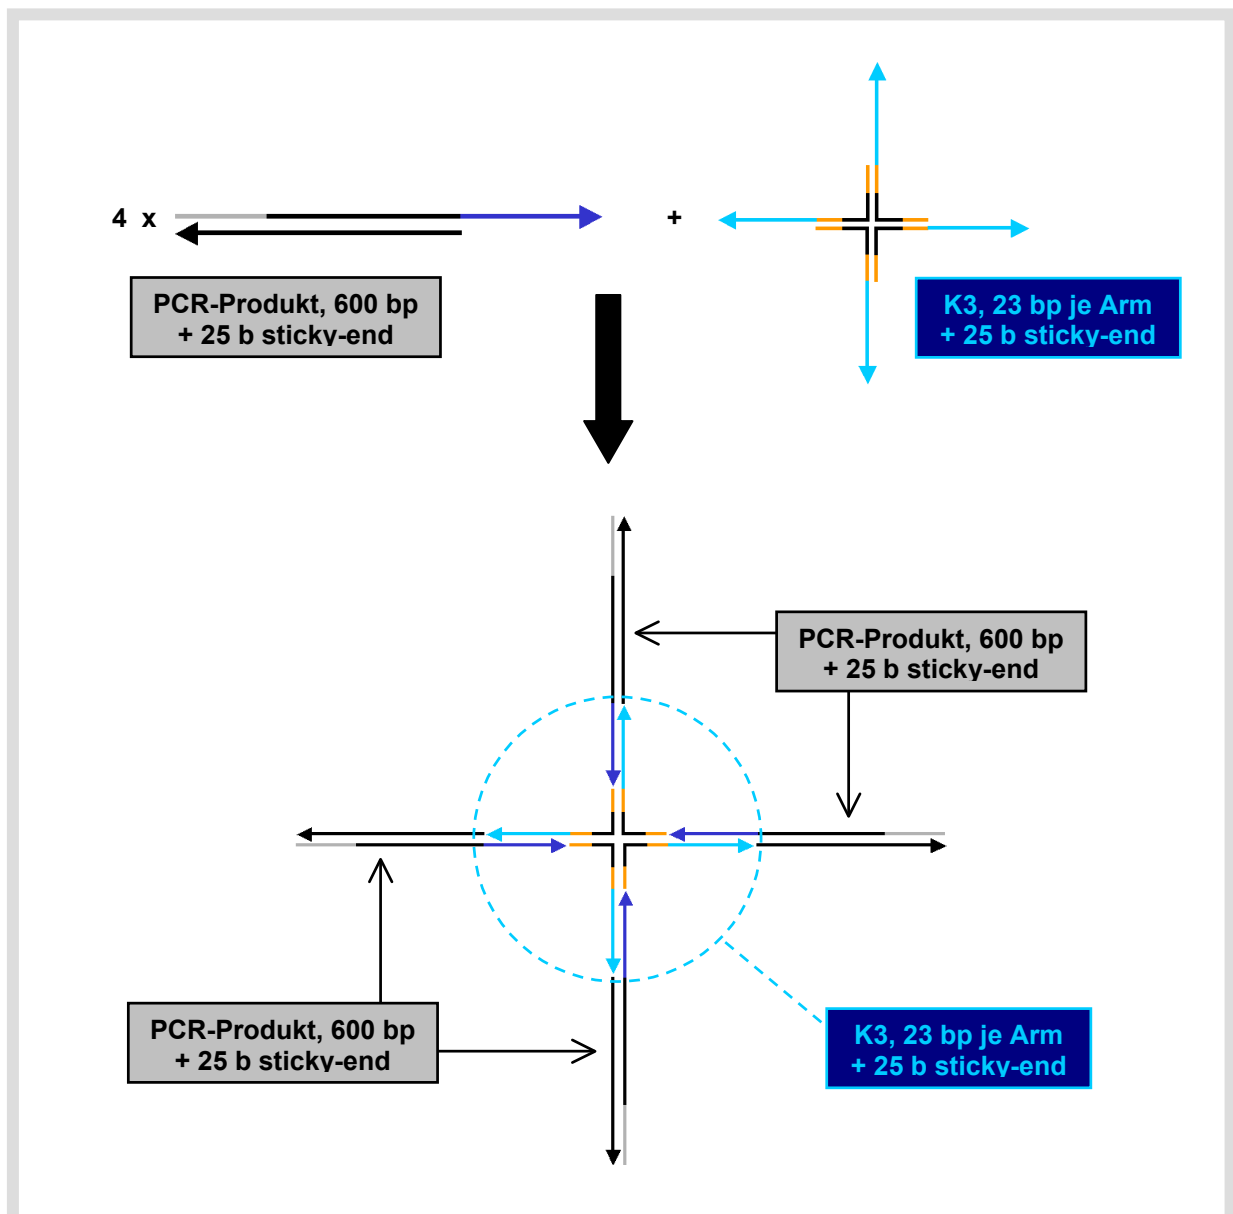 4 x
+
PCR-Produkt, 600 bp
+ 25 b sticky-end
K3, 23 bp je Arm
+ 25 b sticky-end
PCR-Produkt, 600 bp
+ 25 b sticky-end
PCR-Produkt, 600 bp
+ 25 b sticky-end
K3, 23 bp je Arm
+ 25 b sticky-end